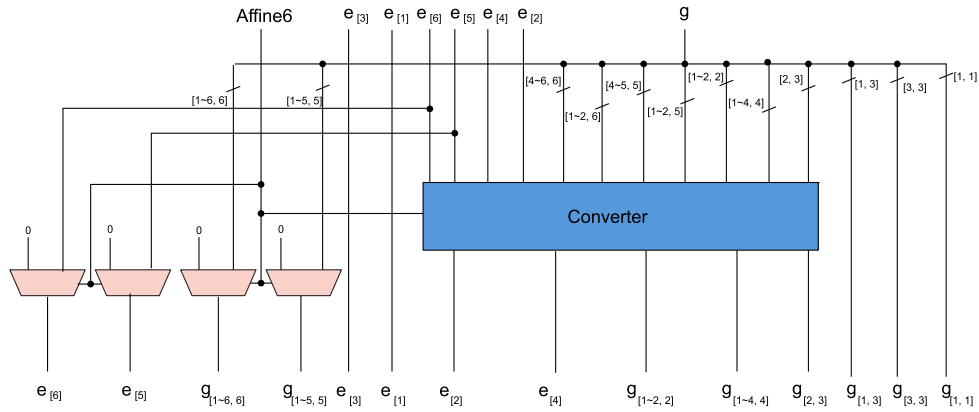 Affine6 e [3] e [1] e [6] e [5] e [4] e [2] g
[1~6, 6] [1~5, 5] [4~6, 6] [1~2, 6] [4~5, 5] [1~2, 5] [1~2, 2] [1~4, 4] [2, 3] [1, 3] [3, 3] [1, 1]
Converter
0 0 0 0
e [6] e [5] g [1~6, 6] g [1~5, 5] e [3] e [1] e [2] e [4] g [1~2, 2] g [1~4, 4] g [2, 3] g [1, 3] g [3, 3] g [1, 1]